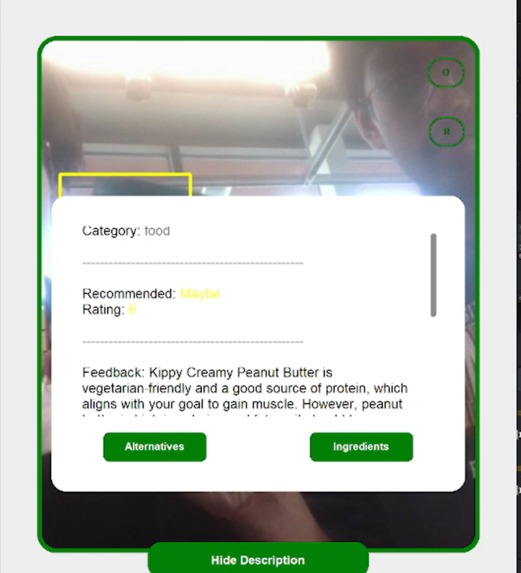 O
R
Category: food
------------------------------------------------------------
Recommended: Maybe
Rating: 6
------------------------------------------------------------
Feedback: Kippy Creamy Peanut Butter is
vegetarian-friendly and a good source of protein, which
aligns with your goal to gain muscle. However, peanut
Alternatives
Ingredients
Hide Description